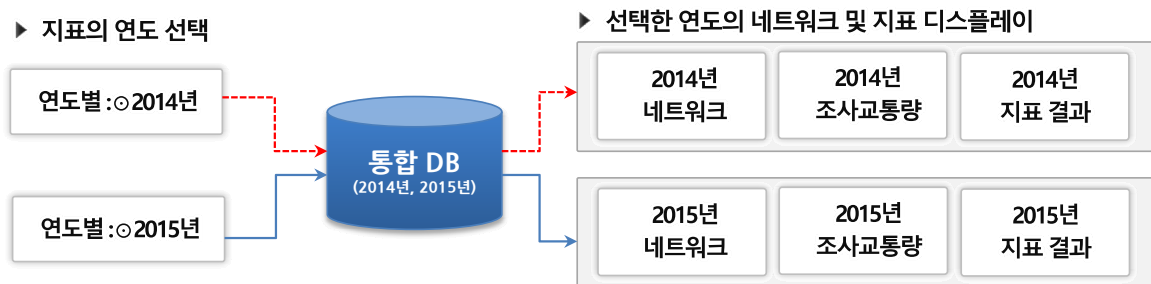 ▶ 지표의 연도 선택
연도별 :⊙2014년
연도별 :⊙2015년
통합 DB
(2014년, 2015년)
▶ 선택한 연도의 네트워크 및 지표 디스플레이
2014년
네트워크
2014년
조사교통량
2014년
지표 결과
2015년
네트워크
2015년
조사교통량
2015년
지표 결과